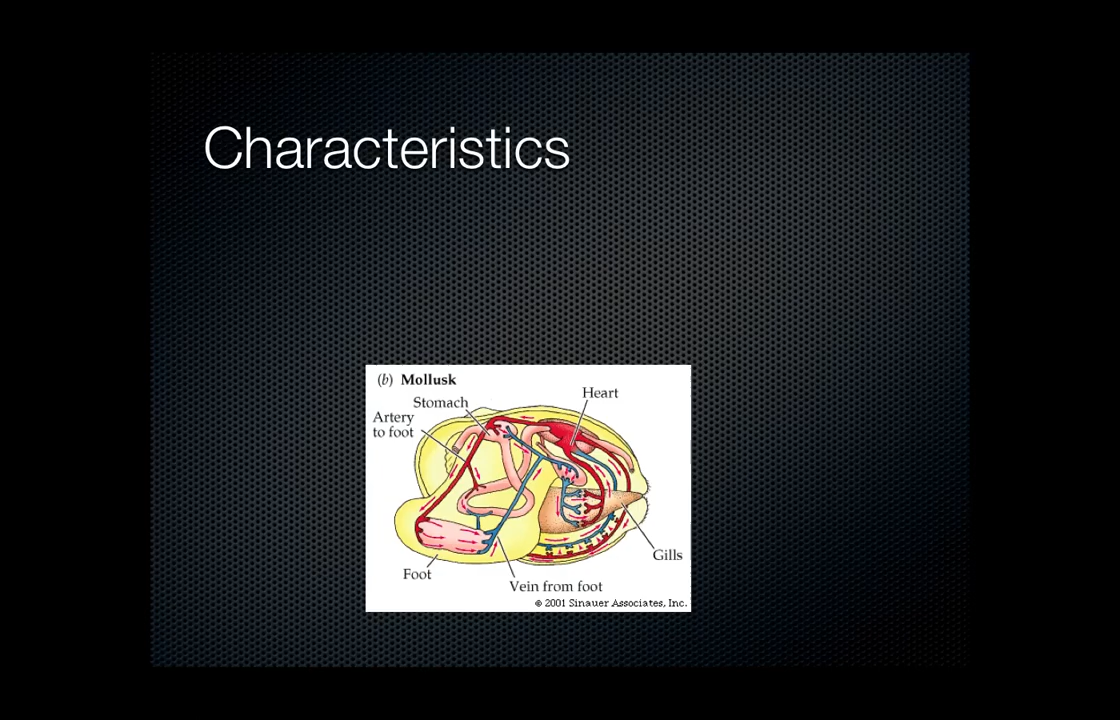 Characteristics
(b) Mollusk
Heart
Stomach
Artery
to foot
Gills
Foot
Vein from foot
© 2001 Sinauer Associates, Inc.